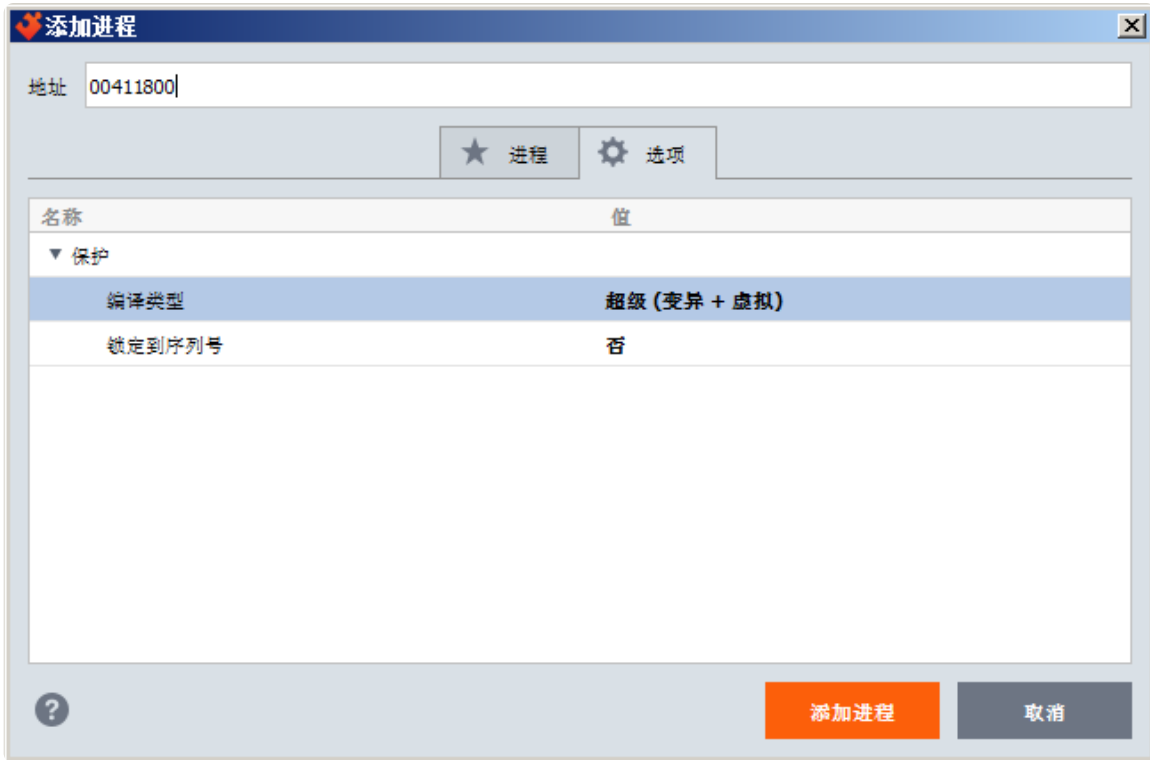 添加进程
地址 00411800
进程 选项
名称 值
保护
编译类型 超级 (变异 + 虚拟)
锁定到序列号 否
添加进程 取消